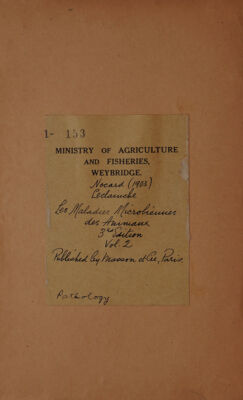 1- 153
MINISTRY OF AGRICULTURE
AND FISHERIES,
WEYBRIDGE.
Nocard (1903)
Leclainche
Les Maladies Microbiennes
des Animaux
3rd Edition
Vol. 2
Published by Masson et Cie, Paris.
Pathology